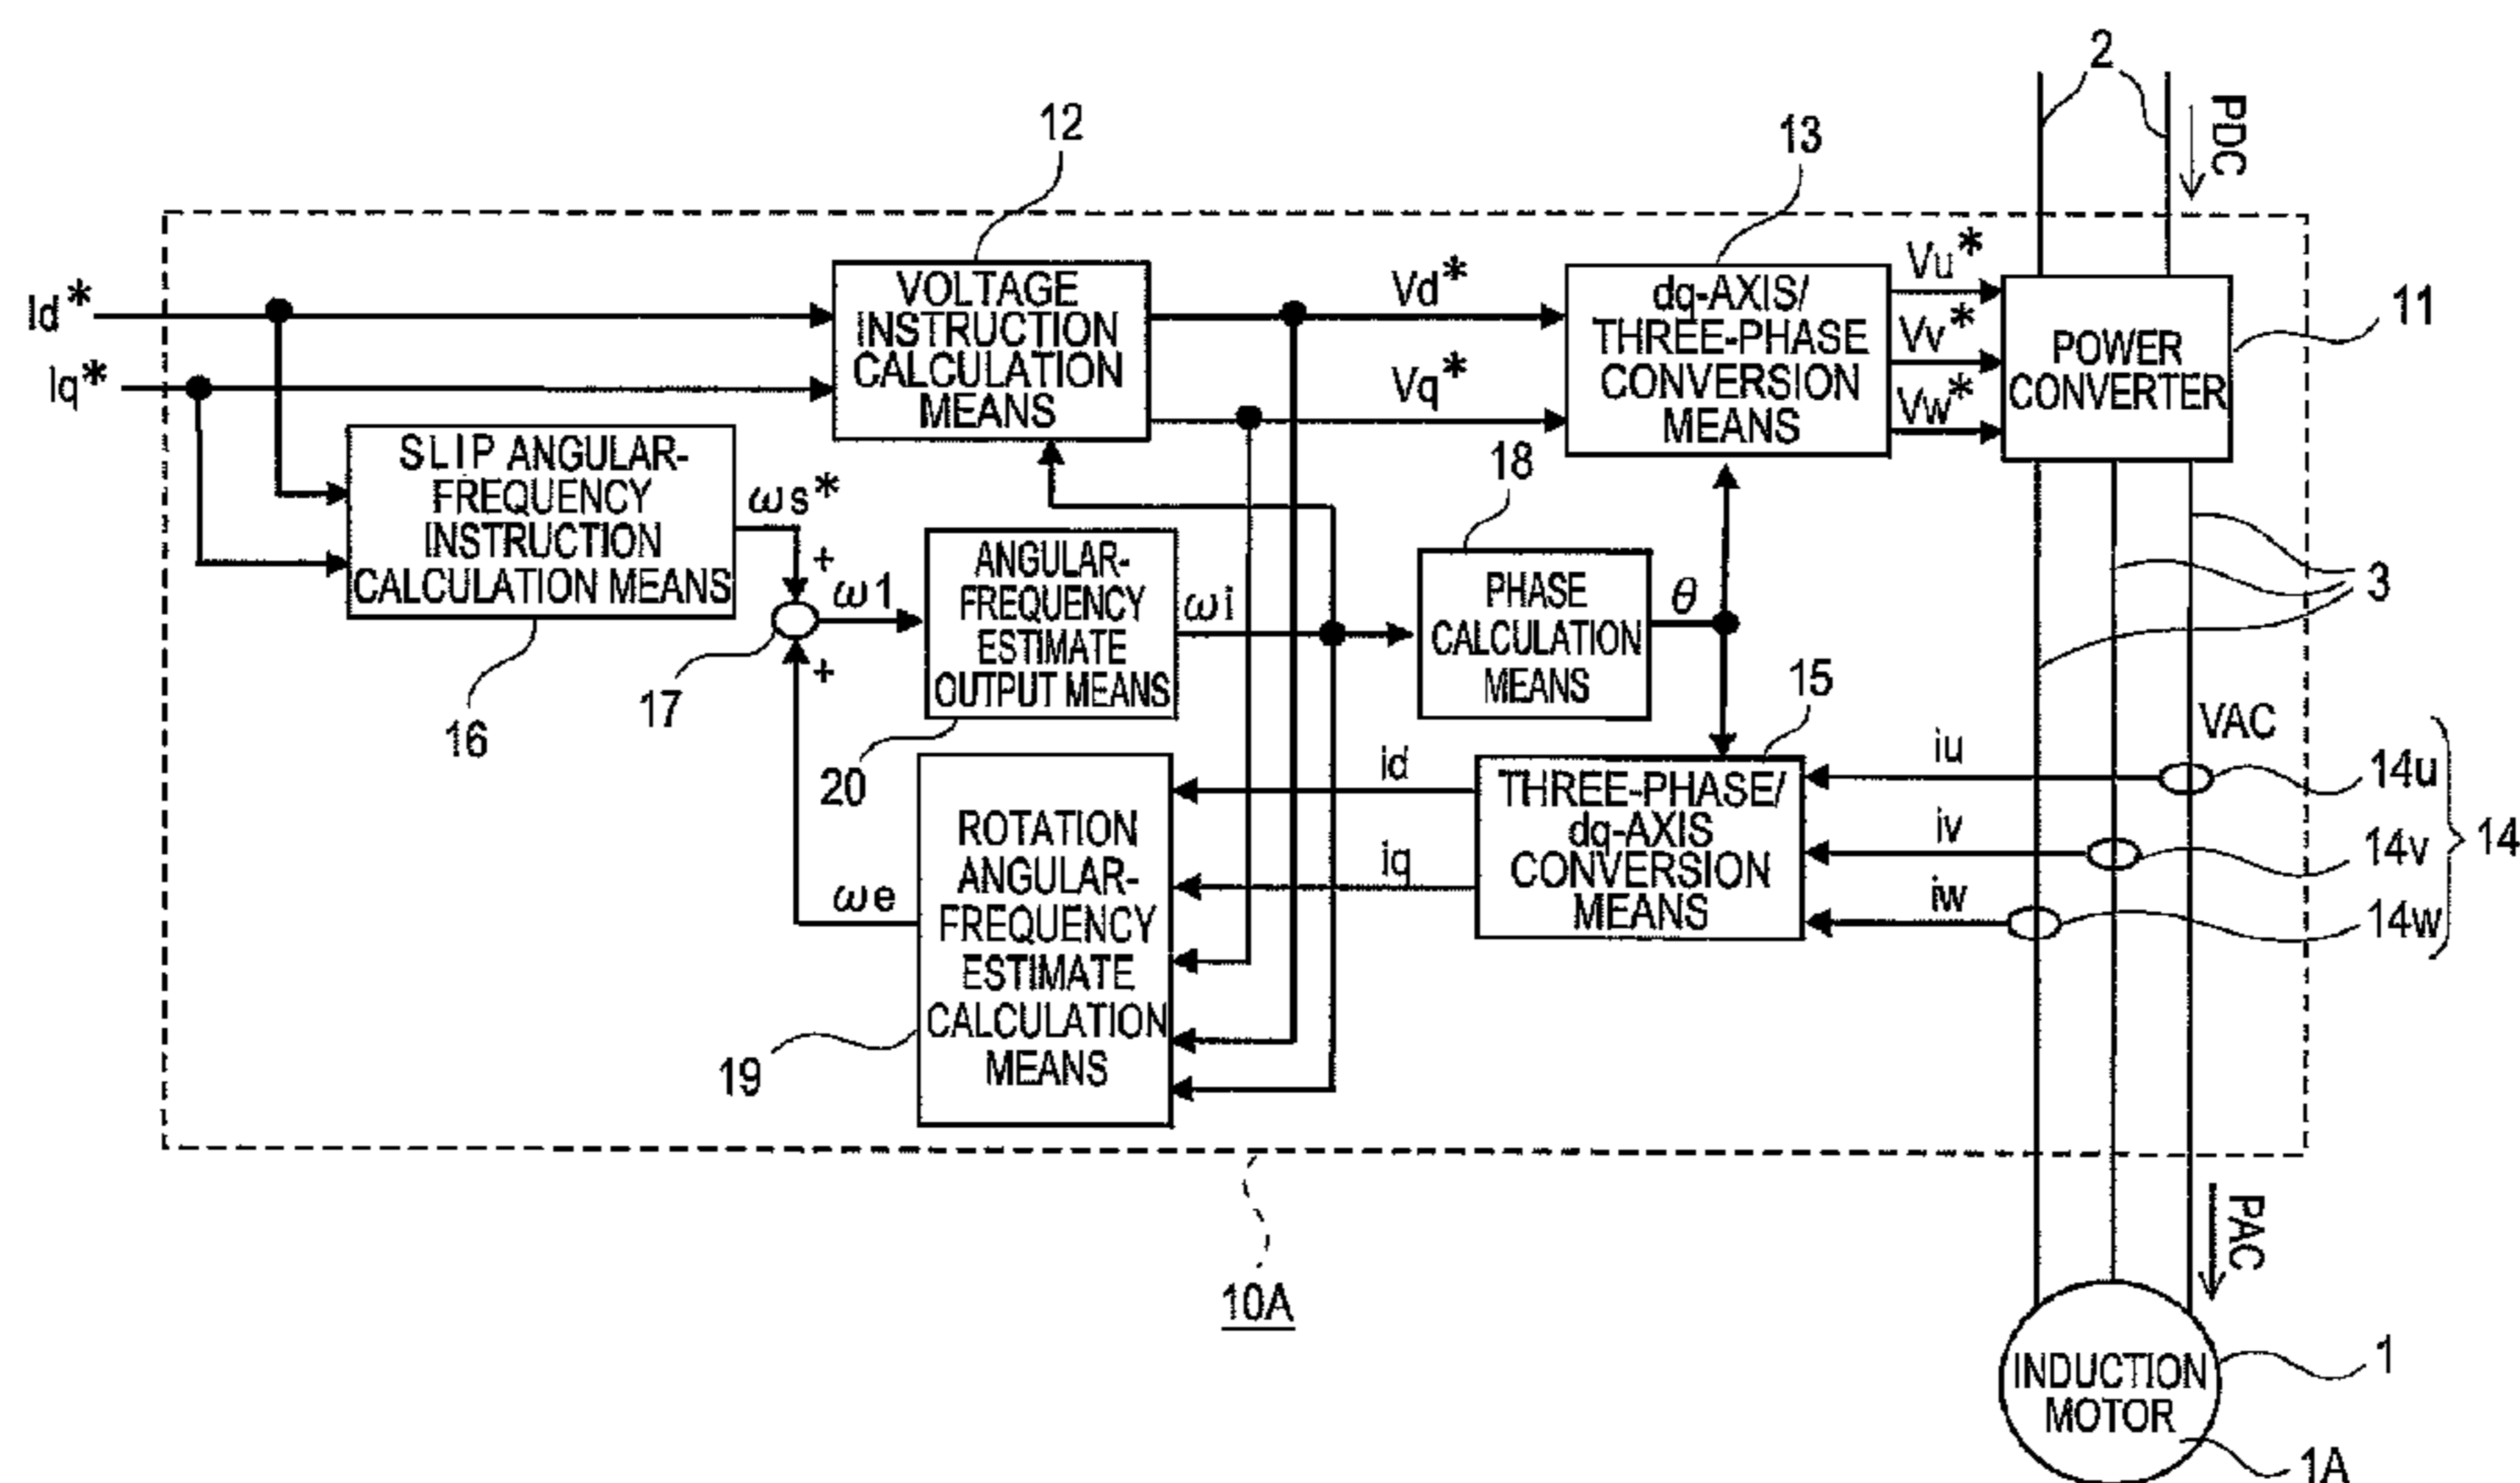 2
PDC
12
13
Id*
Iq*
VOLTAGE
INSTRUCTION
CALCULATION
MEANS
Vd*
Vq*
dq-AXIS/
THREE-PHASE
CONVERSION
MEANS
Vu*
Vv*
Vw*
POWER
CONVERTER
11
SLIP ANGULAR-
FREQUENCY
INSTRUCTION
CALCULATION MEANS
16
ωs*
+
17
+
ω1
ANGULAR-
FREQUENCY
ESTIMATE
OUTPUT MEANS
20
ωi
18
PHASE
CALCULATION
MEANS
θ
3
15
VAC
THREE-PHASE/
dq-AXIS
CONVERSION
MEANS
id
iq
iu
iv
iw
14u
14v
14w
14
ωe
ROTATION
ANGULAR-
FREQUENCY
ESTIMATE
CALCULATION
MEANS
19
10A
PAC
INDUCTION
MOTOR
1
1A